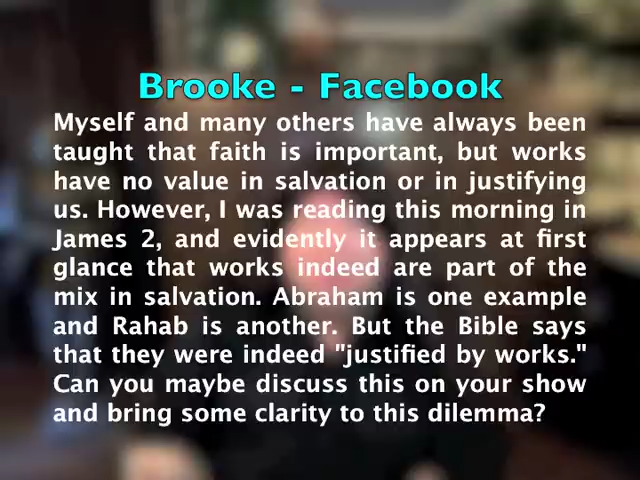 Brooke - Facebook
Myself and many others have always been
taught that faith is important, but works
have no value in salvation or in justifying
us. However, I was reading this morning in
James 2, and evidently it appears at first
glance that works indeed are part of the
mix in salvation. Abraham is one example
and Rahab is another. But the Bible says
that they were indeed "justified by works."
Can you maybe discuss this on your show
and bring some clarity to this dilemma?